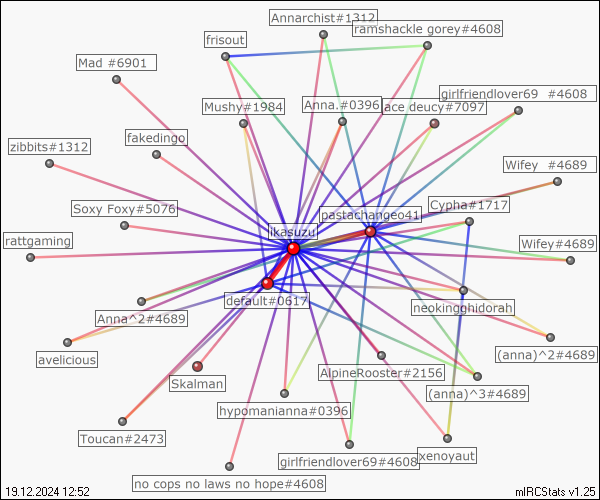 Annarchist#1312
ramshackle gorey#4608
frisout
Mad #6901
girlfriendlover69 #4608
Mushy#1984
Anna.#0396
ace deucy#7097
fakedingo
zibbits#1312
Wifey #4689
Soxy Foxy#5076
pastachangeo41
Cypha#1717
ikasuzu
rattgaming
Wifey#4689
default#0617
neokingghidorah
Anna^2#4689
avelicious
(anna)^2#4689
AlpineRooster#2156
Skalman
(anna)^3#4689
hypomanianna#0396
Toucan#2473
xenoyaut
girlfriendlover69#4608
no cops no laws no hope#4608
19.12.2024 12:52
mIRCStats v1.25